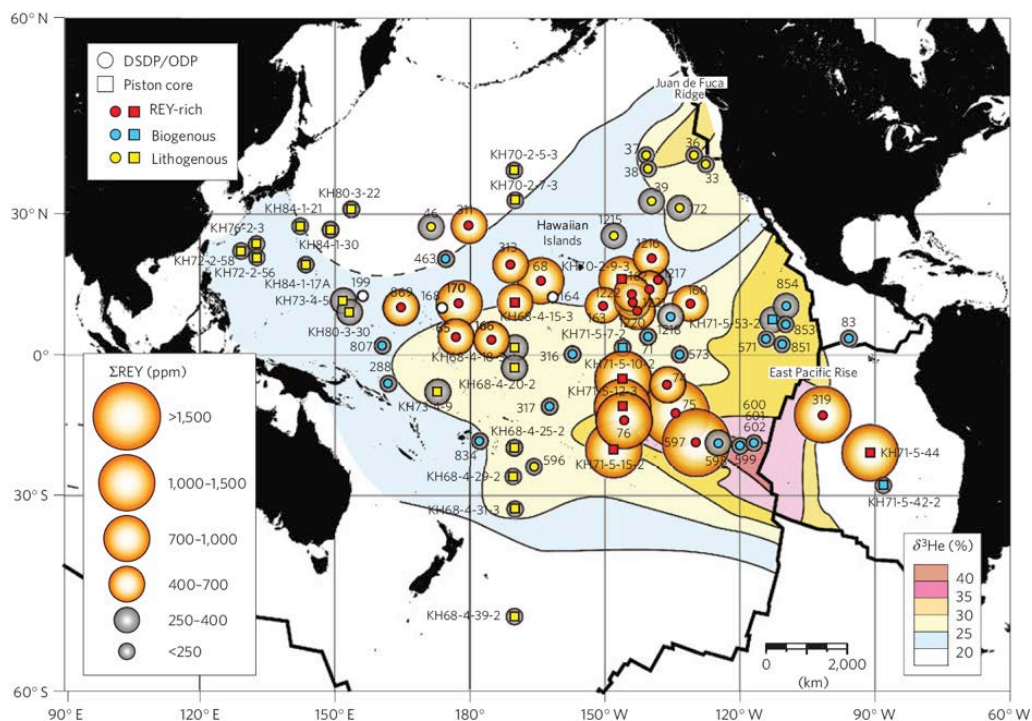 60° N
30° N
0°
30° S
60° S
90° E
120° E
150° E
180°
150° W
120° W
90° W
60° W
DSDP/ODP
Piston core
REY-rich
Biogenous
Lithogenous
Juan de Fuca
Ridge
37
36
38
33
39
172
KH70-2-5-3
KH70-2-7-3
KH80-3-22
KH84-1-21
KH76-2-3
KH84-1-30
KH72-2-58
KH72-2-56
KH84-1-17A
46
311
1215
Hawaiian
Islands
463
313
68
KH70-2-9-3
1216
1217
199
KH73-4-5
869
168
170
164
1222
160
854
KH68-4-15-3
163
1220
KH71-5-53-2
KH80-3-30
65
166
KH71-5-7-2
1218
853
83
807
KH68-4-18-3
316
71
573
571
851
KH71-5-10-2
East Pacific Rise
288
KH68-4-20-2
KH71-5-12-3
74
KH73-4-9
317
75
600
601
602
319
KH68-4-25-2
76
597
834
596
KH71-5-15-2
598
599
KH71-5-44
KH68-4-29-2
KH71-5-42-2
KH68-4-31-3
KH68-4-39-2
ΣREY (ppm)
>1,500
1,000–1,500
700–1,000
400–700
250–400
<250
δ³He (%)
40
35
30
25
20
0 2,000
(km)